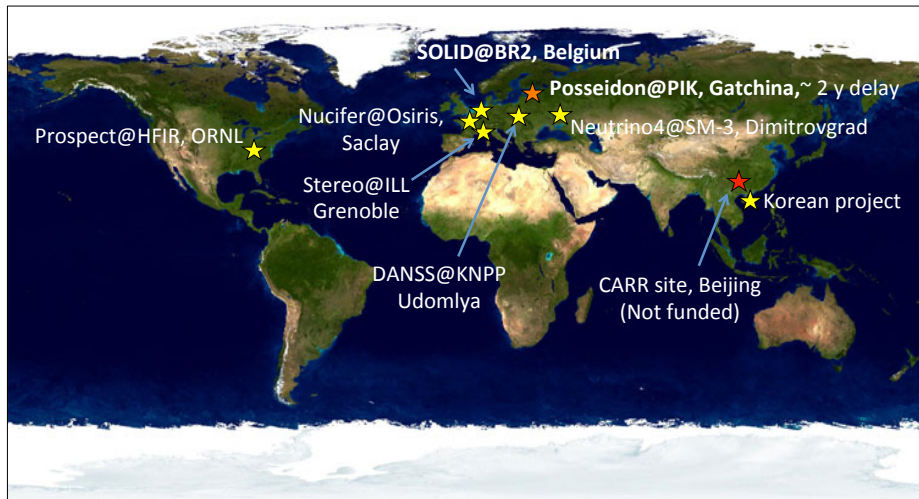 SOLID@BR2, Belgium
Posseidon@PIK, Gatchina,~ 2 y delay
Nucifer@Osiris,
Saclay
Neutrino4@SM-3, Dimitrovgrad
Prospect@HFIR, ORNL
Stereo@ILL
Grenoble
Korean project
DANSS@KNPP
Udomlya
CARR site, Beijing
(Not funded)